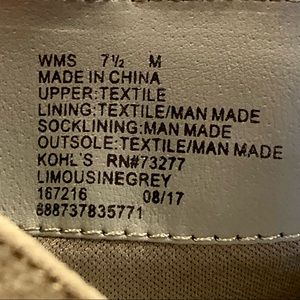 WMS 7½ M
MADE IN CHINA
UPPER:TEXTILE
LINING:TEXTILE/MAN MADE
SOCKLINING:MAN MADE
OUTSOLE:TEXTILE/MAN MADE
KOHL'S RN#73277
LIMOUSINEGREY
167216 08/17
688737835771